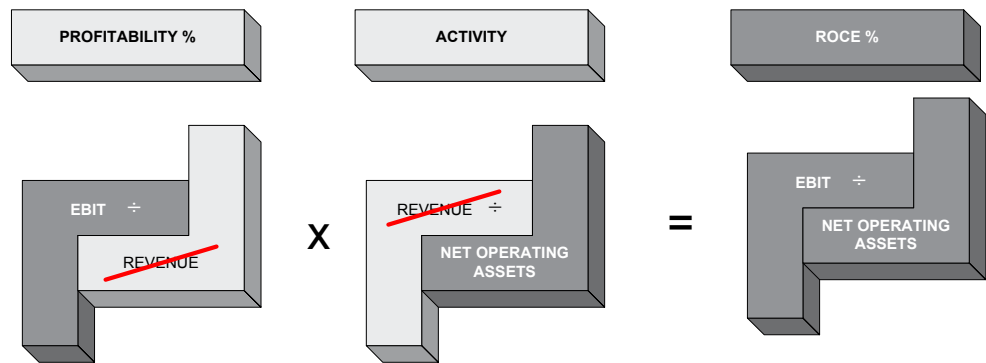 PROFITABILITY %
ACTIVITY
ROCE %
EBIT ÷
REVENUE
X
REVENUE ÷
NET OPERATING
ASSETS
=
EBIT ÷
NET OPERATING
ASSETS